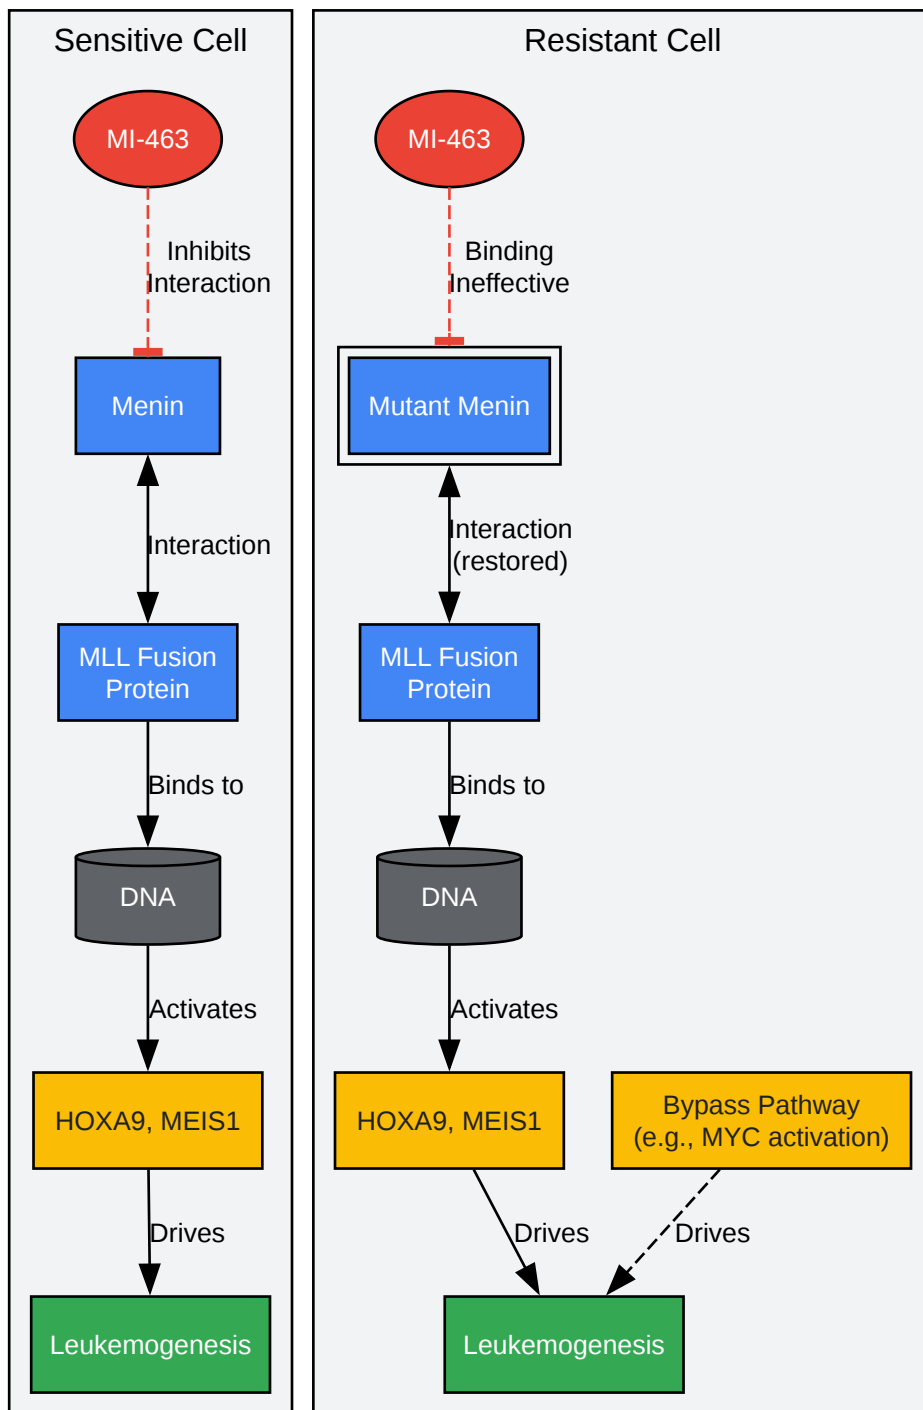 Sensitive Cell
MI-463
Inhibits
Interaction
Menin
Interaction
MLL Fusion
Protein
Binds to
DNA
Activates
HOXA9, MEIS1
Drives
Leukemogenesis
Resistant Cell
MI-463
Binding
Ineffective
Mutant Menin
Interaction
(restored)
MLL Fusion
Protein
Binds to
DNA
Activates
HOXA9, MEIS1
Bypass Pathway
(e.g., MYC activation)
Drives
Drives
Leukemogenesis